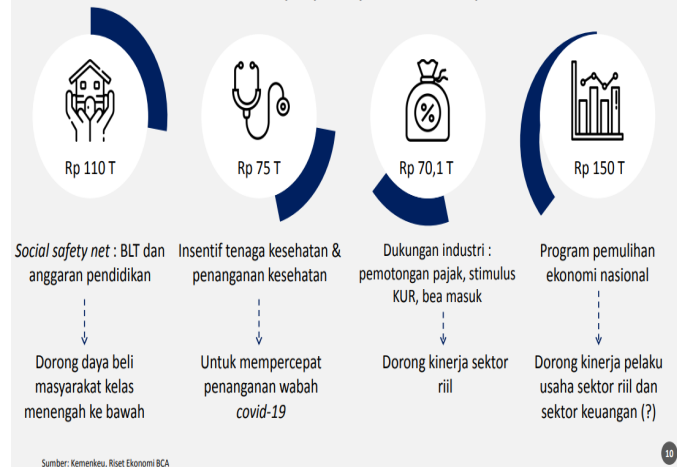 Rp 110 T
Rp 75 T
Rp 70,1 T
Rp 150 T
Social safety net : BLT dan
anggaran pendidikan
Insentif tenaga kesehatan &
penanganan kesehatan
Dukungan industri :
pemotongan pajak, stimulus
KUR, bea masuk
Program pemulihan
ekonomi nasional
Dorong daya beli
masyarakat kelas
menengah ke bawah
Untuk mempercepat
penanganan wabah
covid-19
Dorong kinerja sektor
riil
Dorong kinerja pelaku
usaha sektor riil dan
sektor keuangan (?)
Sumber: Kemenkeu, Riset Ekonomi BCA
10